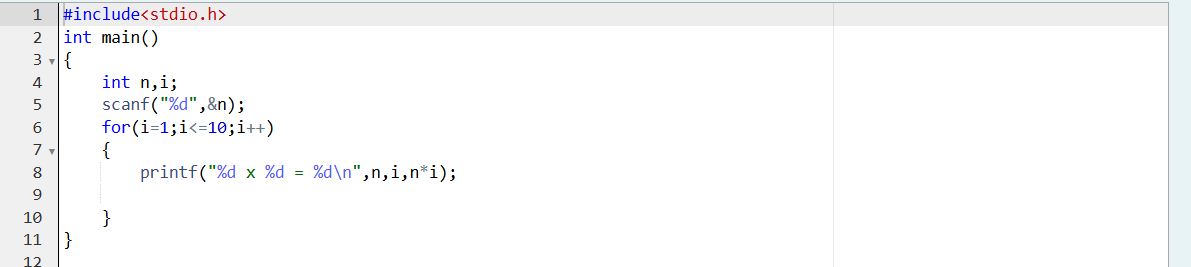 1 #include<stdio.h>
2 int main()
3 {
4     int n,i;
5     scanf("%d",&n);
6     for(i=1;i<=10;i++)
7     {
8         printf("%d x %d = %d\n",n,i,n*i);
9
10     }
11 }
12